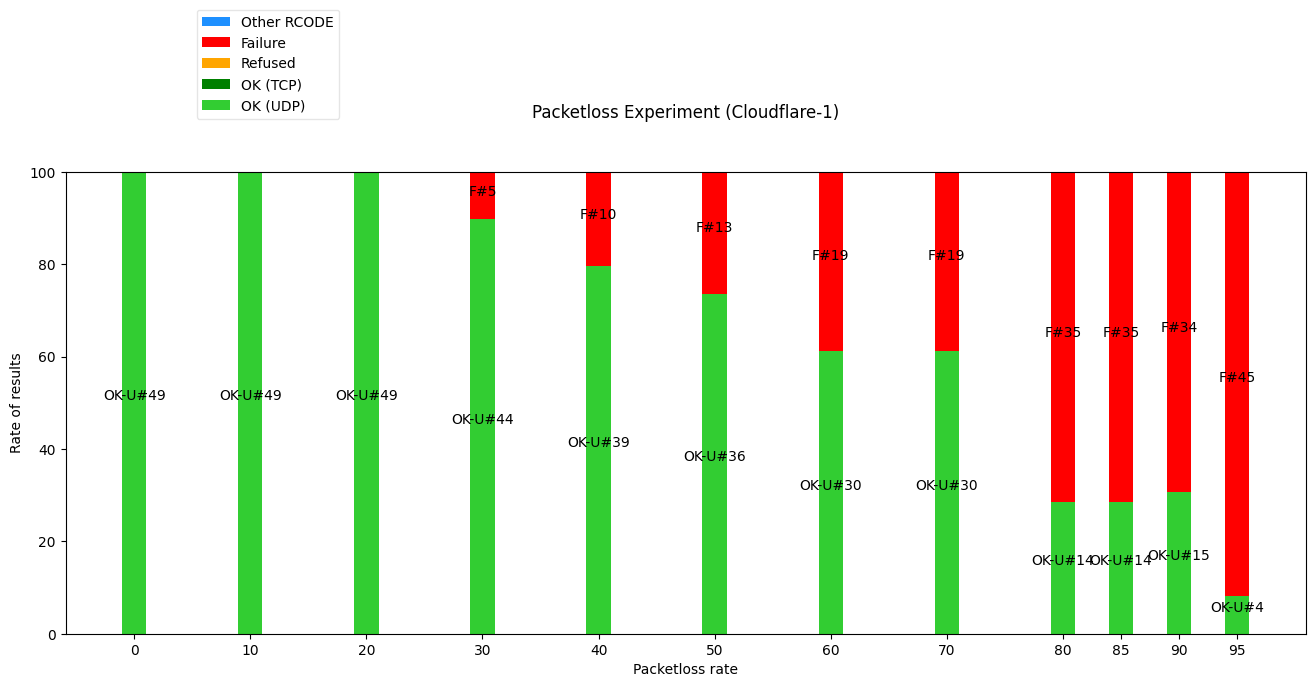 Other RCODE
Failure
Refused
OK (TCP)
OK (UDP)
Packetloss Experiment (Cloudflare-1)
Rate of results
100
80
60
40
20
0
F#5
F#10
F#13
F#19
F#19
F#35
F#35
F#34
F#45
OK-U#49
OK-U#49
OK-U#49
OK-U#44
OK-U#39
OK-U#36
OK-U#30
OK-U#30
OK-U#14
OK-U#14
OK-U#15
OK-U#4
0 10 20 30 40 50 60 70 80 85 90 95
Packetloss rate